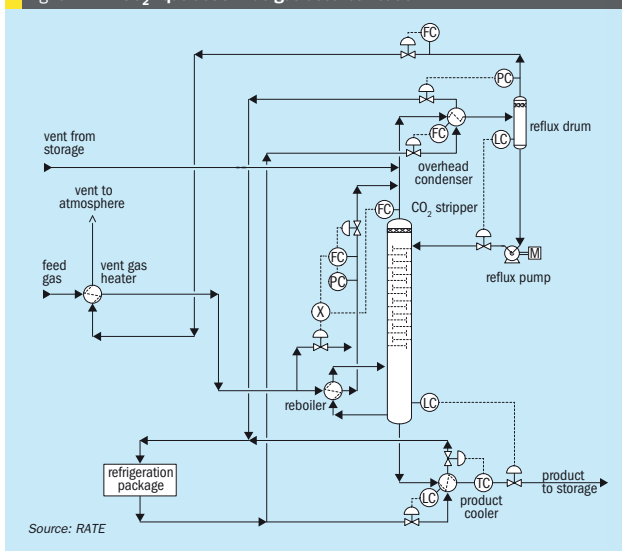 FC
PC
vent from
storage
FC
LC
reflux drum
overhead
condenser
vent to
atmosphere
FC
CO₂ stripper
feed
gas
vent gas
heater
FC
M
PC
reflux pump
X
reboiler
LC
refrigeration
package
TC
product
to storage
LC
product
cooler
Source: RATE